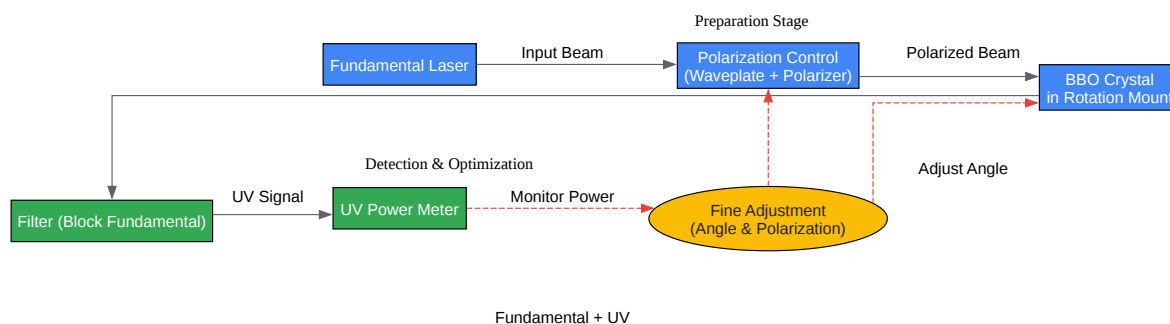 Preparation Stage
Fundamental Laser
Input Beam
Polarization Control
(Waveplate + Polarizer)
Polarized Beam
BBO Crystal
in Rotation Mount
Detection & Optimization
Adjust Angle
Filter (Block Fundamental)
UV Signal
UV Power Meter
Monitor Power
Fine Adjustment
(Angle & Polarization)
Fundamental + UV